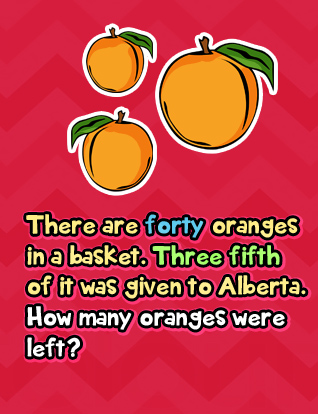 There are forty oranges
in a basket. Three fifth
of it was given to Alberta.
How many oranges were
left?